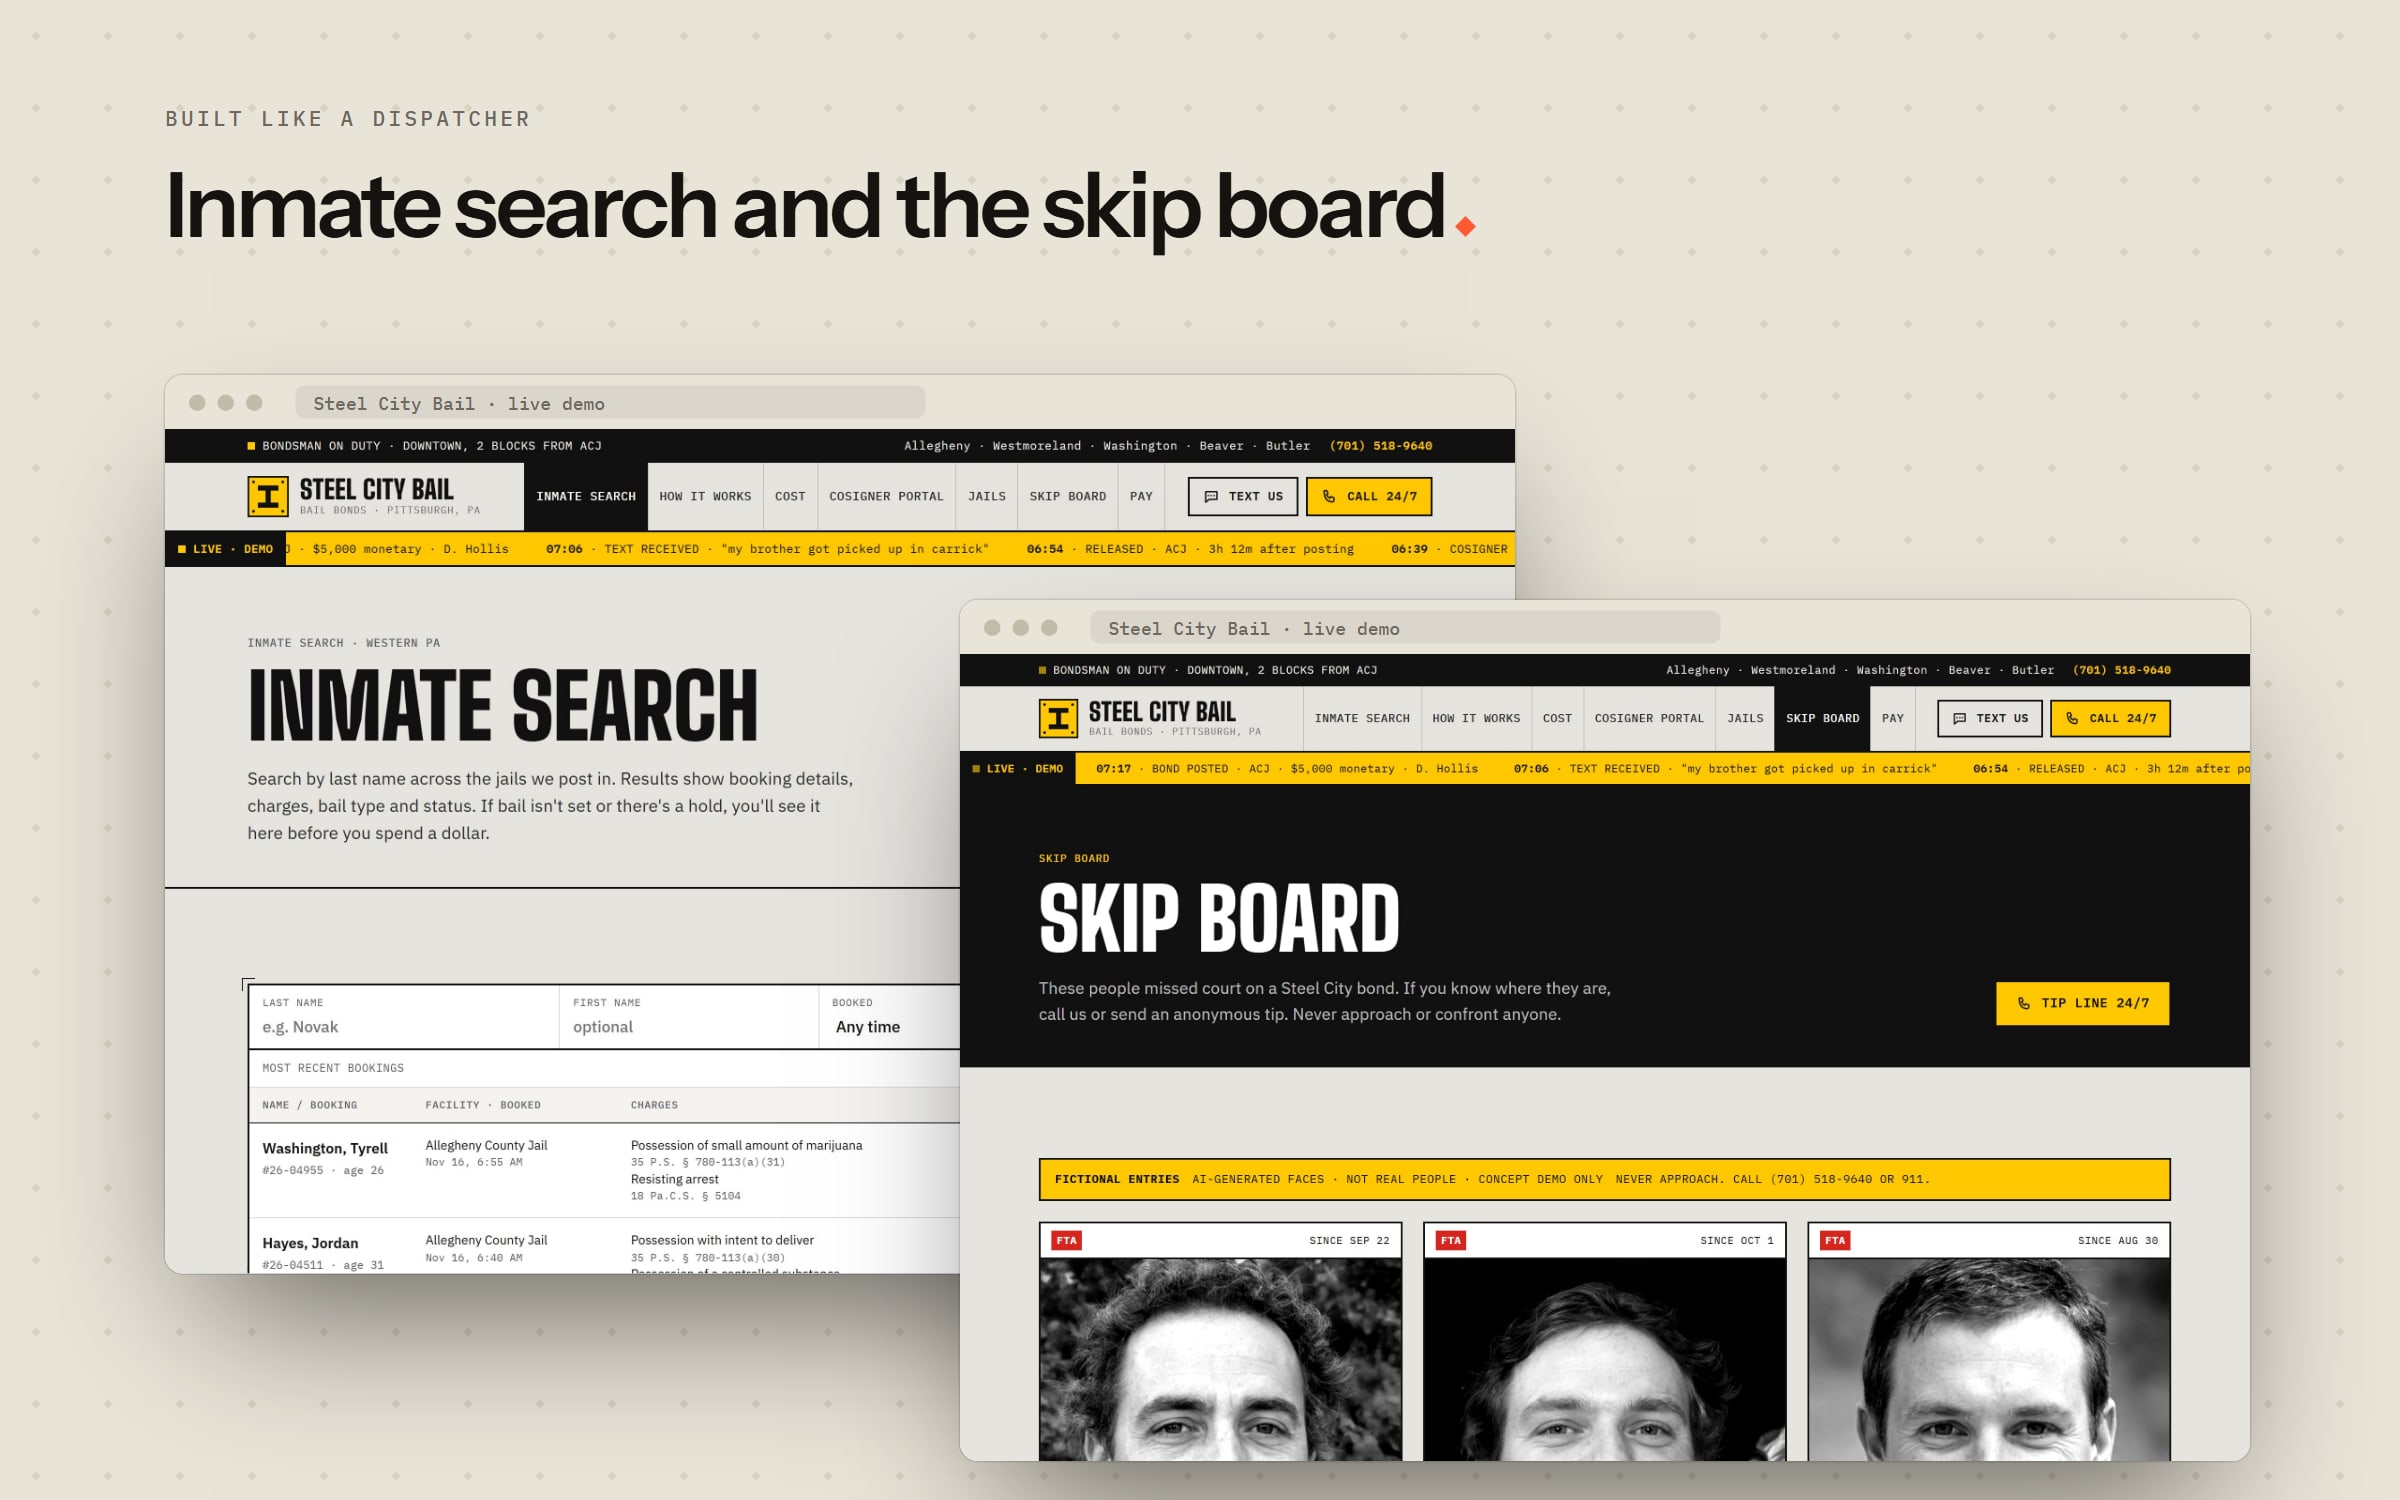 BUILT LIKE A DISPATCHER
Inmate search and the skip board
Steel City Bail · live demo
BONDSMAN ON DUTY · DOWNTOWN, 2 BLOCKS FROM ACJ
Allegheny · Westmoreland · Washington · Beaver · Butler (701) 518-9640
STEEL CITY BAIL
BAIL BONDS · PITTSBURGH, PA
INMATE SEARCH HOW IT WORKS COST COSIGNER PORTAL JAILS SKIP BOARD PAY TEXT US CALL 24/7
LIVE · DEMO J · $5,000 monetary · D. Hollis 07:06 · TEXT RECEIVED · "my brother got picked up in carrick" 06:54 · RELEASED · ACJ · 3h 12m after posting 06:39 · COSIGNER
INMATE SEARCH · WESTERN PA
INMATE SEARCH
Search by last name across the jails we post in. Results show booking details,
charges, bail type and status. If bail isn't set or there's a hold, you'll see it
here before you spend a dollar.
LAST NAME FIRST NAME BOOKED
e.g. Novak optional Any time
MOST RECENT BOOKINGS
NAME / BOOKING FACILITY · BOOKED CHARGES
Washington, Tyrell Allegheny County Jail Possession of small amount of marijuana
#26-04955 · age 26 Nov 16, 6:55 AM 35 P.S. § 780-113(a)(31)
Resisting arrest
18 Pa.C.S. § 5104
Hayes, Jordan Allegheny County Jail Possession with intent to deliver
#26-04511 · age 31 Nov 16, 6:40 AM 35 P.S. § 780-113(a)(30)
Possession of a controlled substance
Steel City Bail · live demo
BONDSMAN ON DUTY · DOWNTOWN, 2 BLOCKS FROM ACJ
Allegheny · Westmoreland · Washington · Beaver · Butler (701) 518-9640
STEEL CITY BAIL
BAIL BONDS · PITTSBURGH, PA
INMATE SEARCH HOW IT WORKS COST COSIGNER PORTAL JAILS SKIP BOARD PAY TEXT US CALL 24/7
LIVE · DEMO 07:17 · BOND POSTED · ACJ · $5,000 monetary · D. Hollis 07:06 · TEXT RECEIVED · "my brother got picked up in carrick" 06:54 · RELEASED · ACJ · 3h 12m after po
SKIP BOARD
SKIP BOARD
These people missed court on a Steel City bond. If you know where they are,
call us or send an anonymous tip. Never approach or confront anyone.
TIP LINE 24/7
FICTIONAL ENTRIES AI-GENERATED FACES · NOT REAL PEOPLE · CONCEPT DEMO ONLY NEVER APPROACH. CALL (701) 518-9640 OR 911.
FTA SINCE SEP 22
FTA SINCE OCT 1
FTA SINCE AUG 30